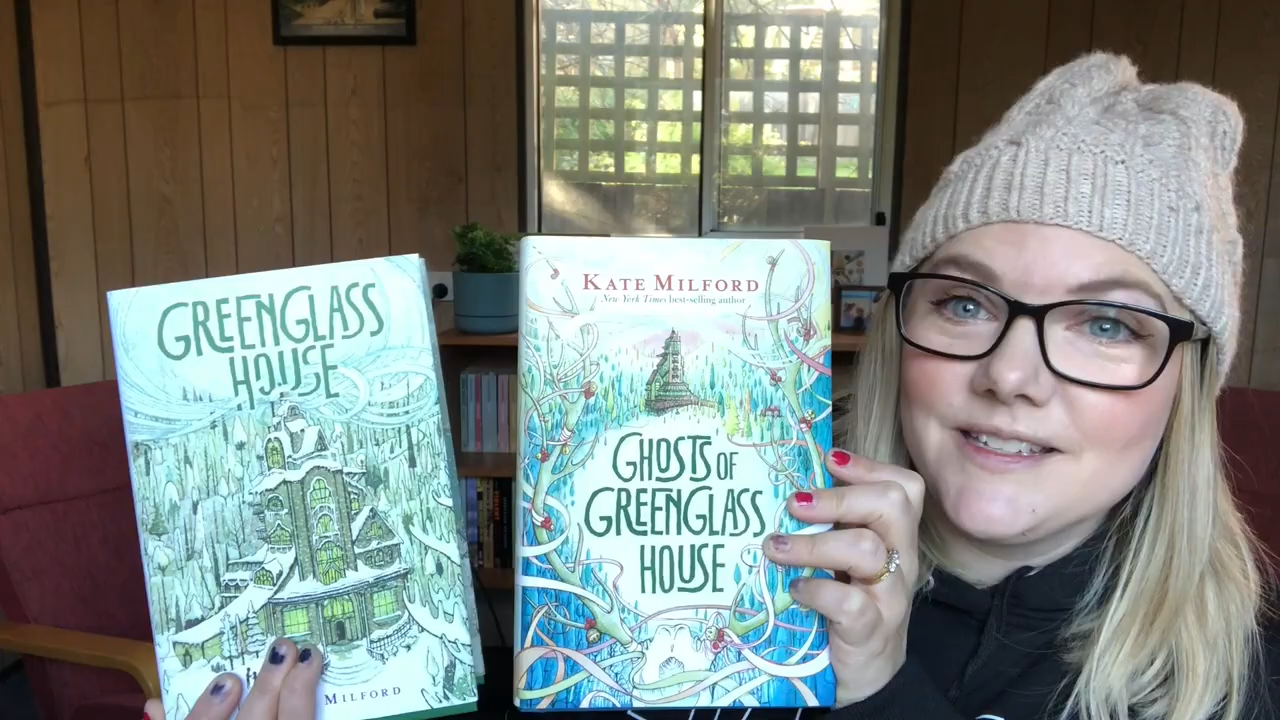 GREENGLASS
HOUSE
MILFORD
KATE MILFORD
New York Times best-selling author
GHOSTS OF
GREENGLASS
HOUSE